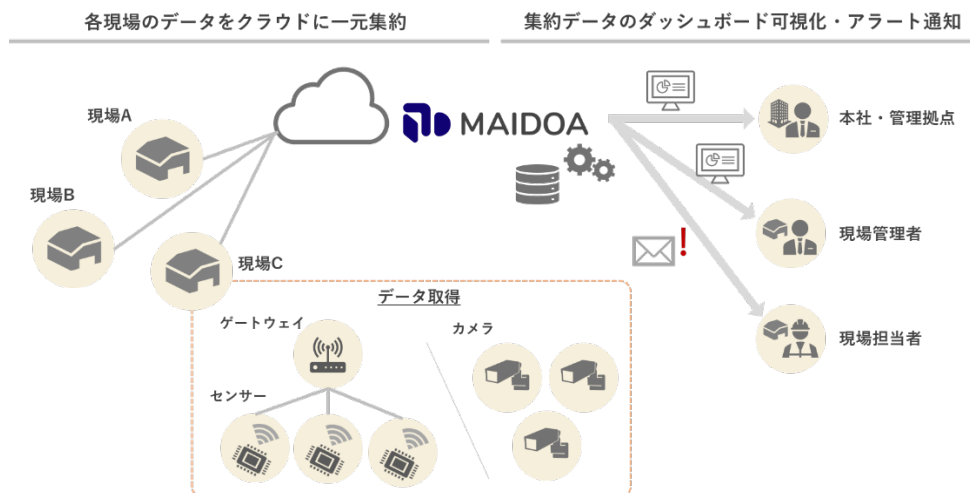 各現場のデータをクラウドに一元集約
集約データのダッシュボード可視化・アラート通知
現場A
現場B
現場C
MAIDOA
本社・管理拠点
現場管理者
現場担当者
!
データ取得
ゲートウェイ
カメラ
センサー